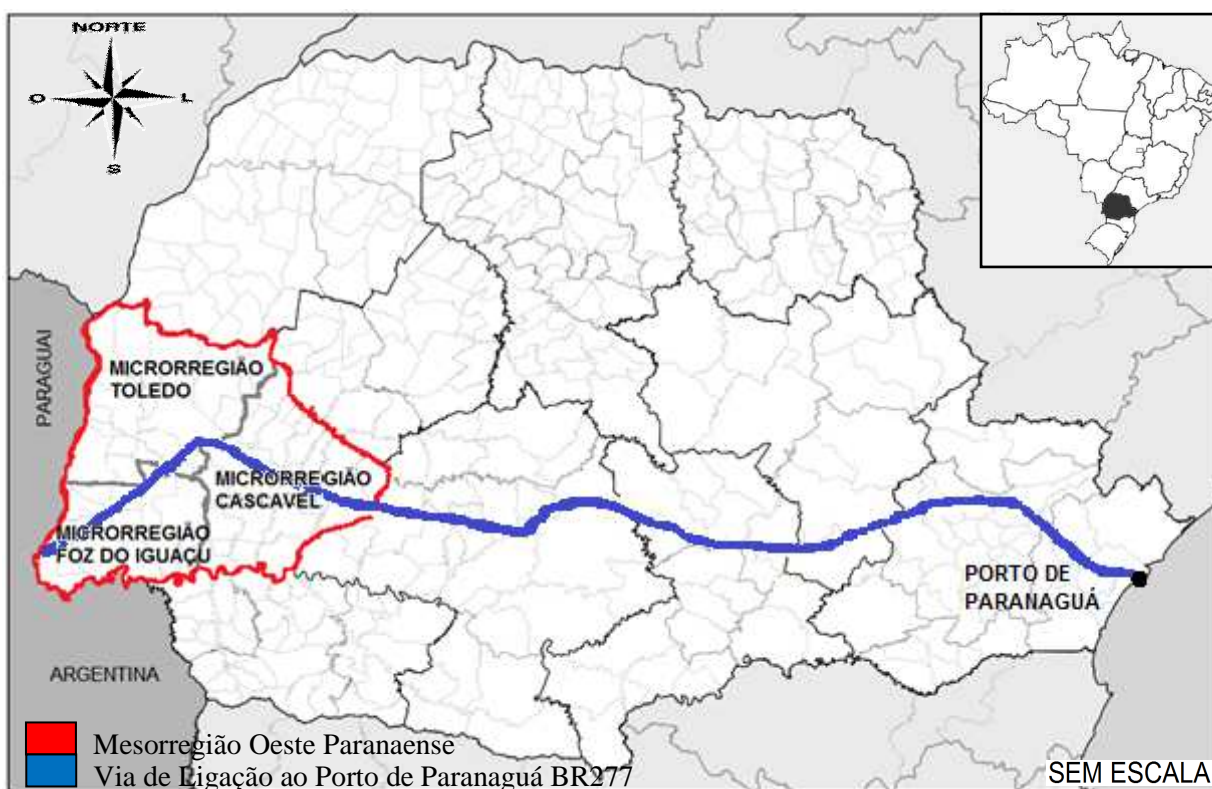 NORTE
O
L
S
PARAGUAI
MICRORREGIÃO
TOLEDO
MICRORREGIÃO
CASCAVEL
MICRORREGIÃO
FOZ DO IGUAÇU
PORTO DE
PARANAGUÁ
ARGENTINA
Mesorregião Oeste Paranaense
Via de Ligação ao Porto de Paranaguá BR277
SEM ESCALA